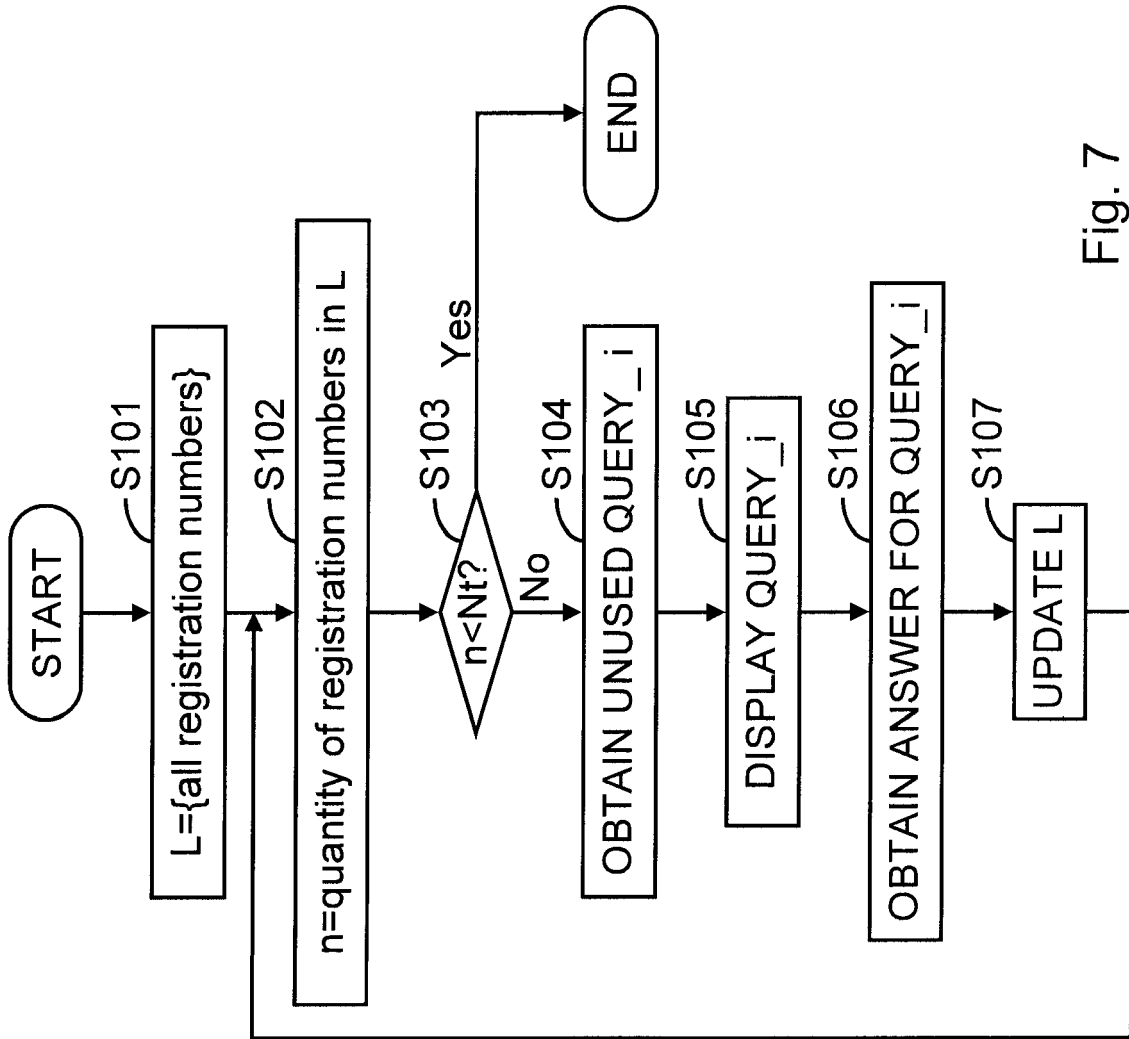 START
S101
L={all registration numbers}
S102
n=quantity of registration numbers in L
S103
n<Nt?
Yes
No
END
S104
OBTAIN UNUSED QUERY_i
S105
DISPLAY QUERY_i
S106
OBTAIN ANSWER FOR QUERY_i
S107
UPDATE L
Fig. 7